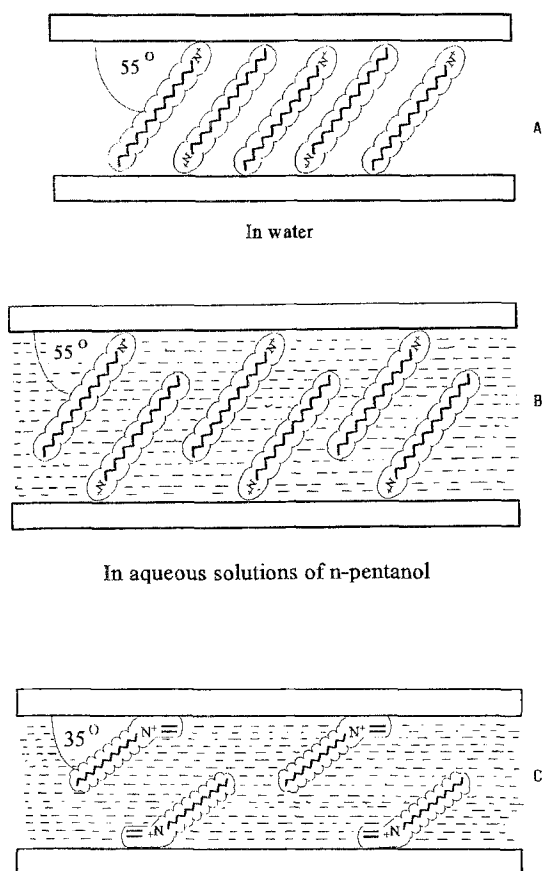 55 °
N+ N+ N+
A
+N +N
In water
55 °
N+ N+ N+
B
+N +N +N
In aqueous solutions of n-pentanol
35 °
N+ N+
C
+N +N